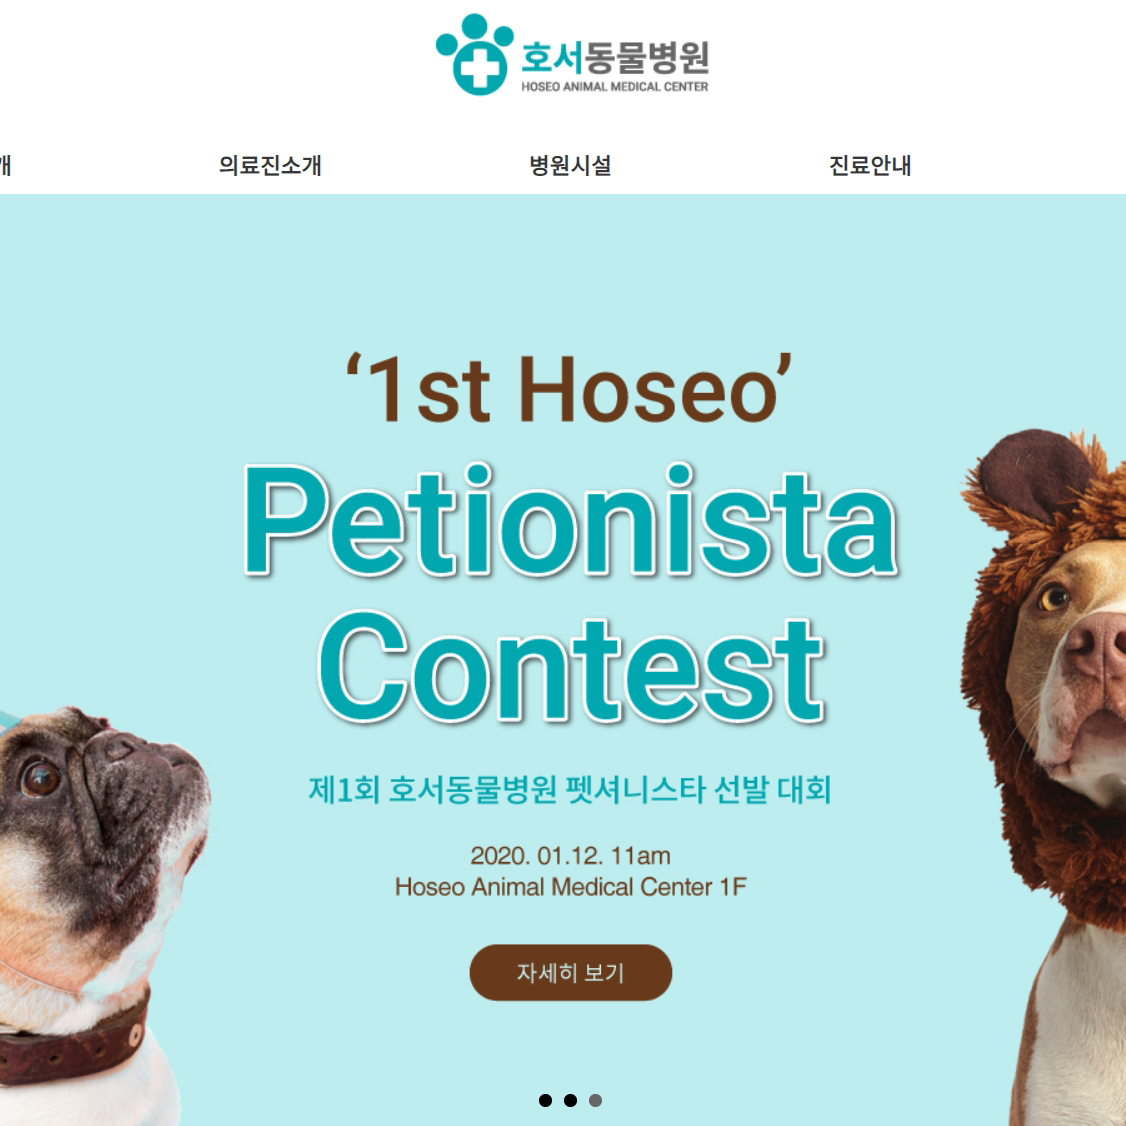 호서동물병원
HOSEO ANIMAL MEDICAL CENTER
개 의료진소개 병원시설 진료안내
‘1st Hoseo’
Petionista
Contest
제1회 호서동물병원 펫셔니스타 선발 대회
2020. 01.12. 11am
Hoseo Animal Medical Center 1F
자세히 보기